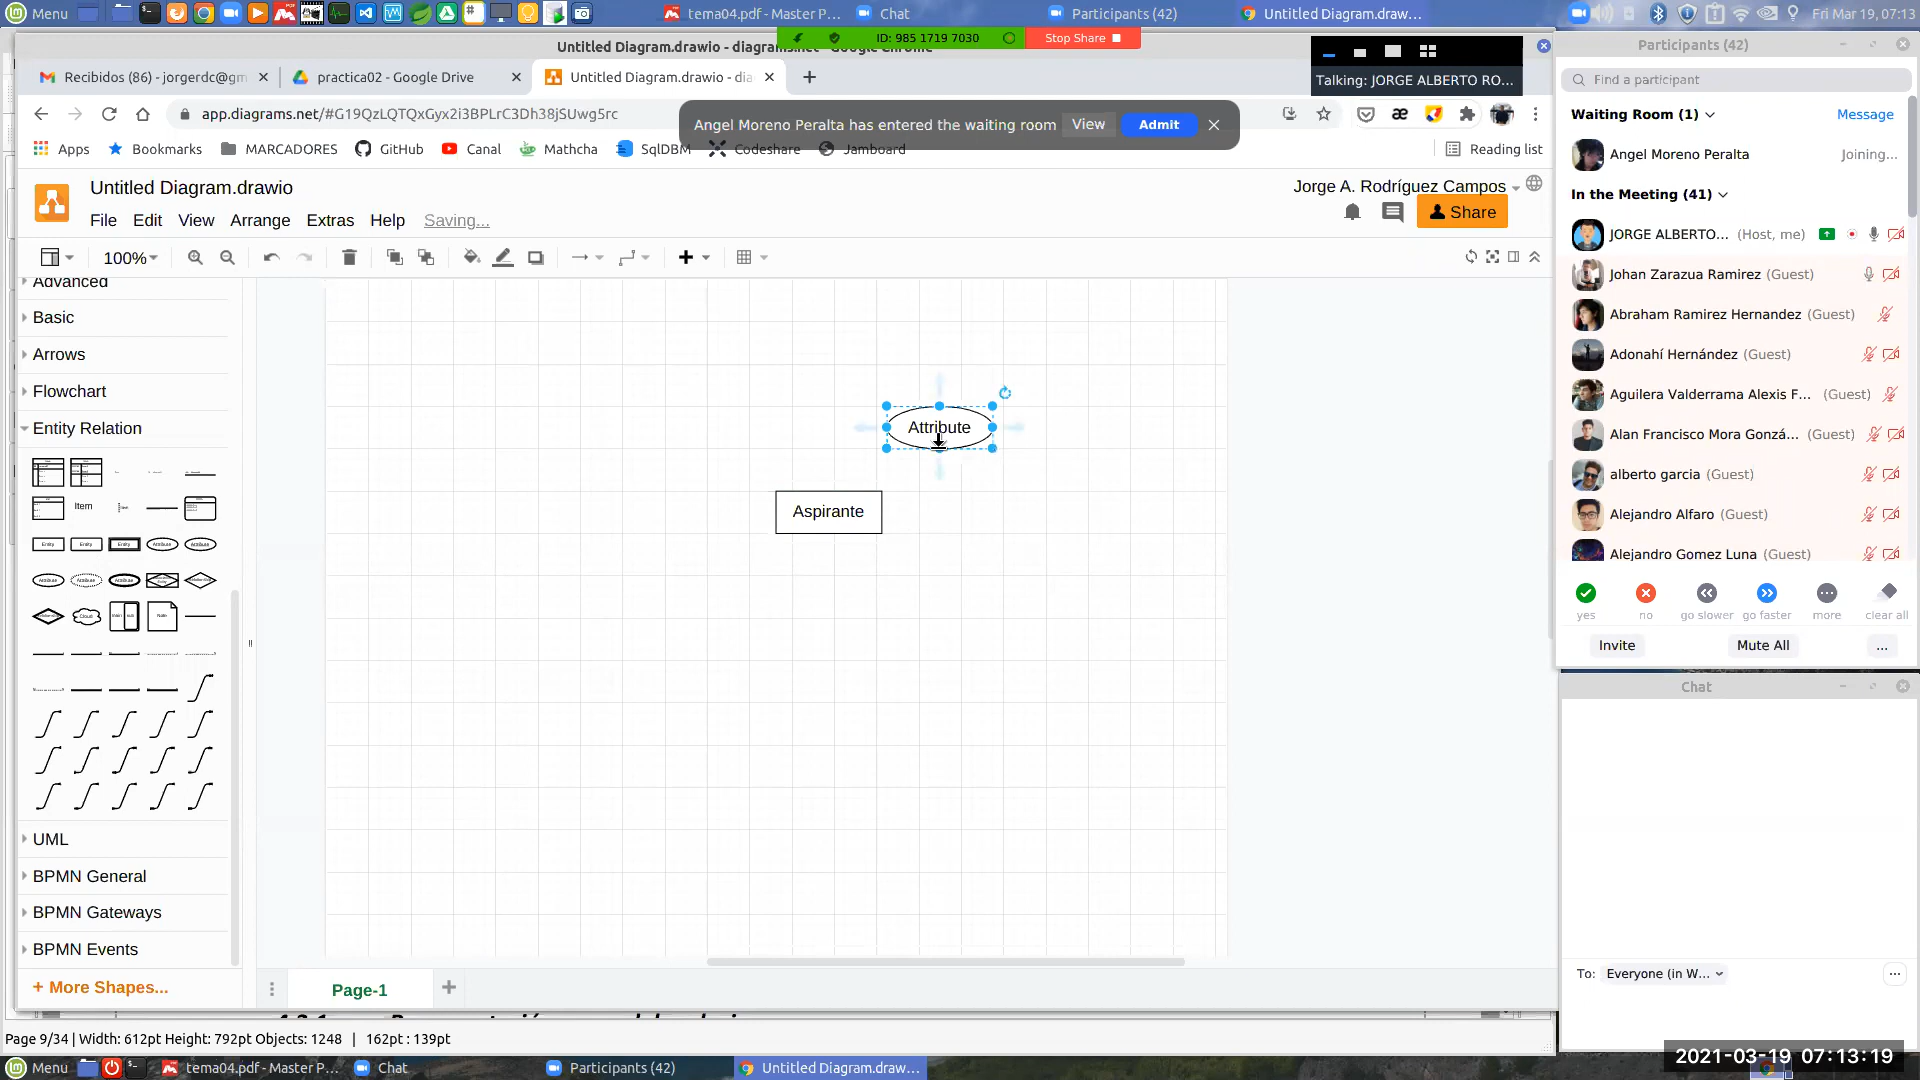 Menu
tema04.pdf - Master P...
Chat
Participants (42)
Untitled Diagram.draw...
Fri Mar 19, 07:13
Untitled Diagram.drawio - diagrams.net - Google Chrome
ID: 985 1719 7030
Stop Share
Talking: JORGE ALBERTO RO...
Recibidos (86) - jorgerdc@gm
practica02 - Google Drive
Untitled Diagram.drawio - dia
app.diagrams.net/#G19QzLQTQxGyx2i3BPLrC3Dh38jSUwg5rc
Angel Moreno Peralta has entered the waiting room
View
Admit
Apps
Bookmarks
MARCADORES
GitHub
Canal
Mathcha
SqlDBM
Codeshare
Jamboard
Reading list
Untitled Diagram.drawio
Jorge A. Rodríguez Campos
File Edit View Arrange Extras Help Saving...
Share
100%
Advanced
Basic
Arrows
Flowchart
Entity Relation
Item
Entity
Entity
Entity
Attribute
Attribute
Attribute
Attribute
Attribute
Cloud
Note
UML
BPMN General
BPMN Gateways
BPMN Events
+ More Shapes...
Attribute
Aspirante
Page-1
Page 9/34 | Width: 612pt Height: 792pt Objects: 1248 | 162pt : 139pt
Participants (42)
Find a participant
Waiting Room (1)
Message
Angel Moreno Peralta
Joining...
In the Meeting (41)
JORGE ALBERTO... (Host, me)
Johan Zarazua Ramirez (Guest)
Abraham Ramirez Hernandez (Guest)
Adonahí Hernández (Guest)
Aguilera Valderrama Alexis F... (Guest)
Alan Francisco Mora Gonzá... (Guest)
alberto garcia (Guest)
Alejandro Alfaro (Guest)
Alejandro Gomez Luna (Guest)
yes
no
go slower
go faster
more
clear all
Invite
Mute All
...
Chat
To: Everyone (in W...
Menu
tema04.pdf - Master P...
Chat
Participants (42)
Untitled Diagram.draw...
2021-03-19 07:13:19